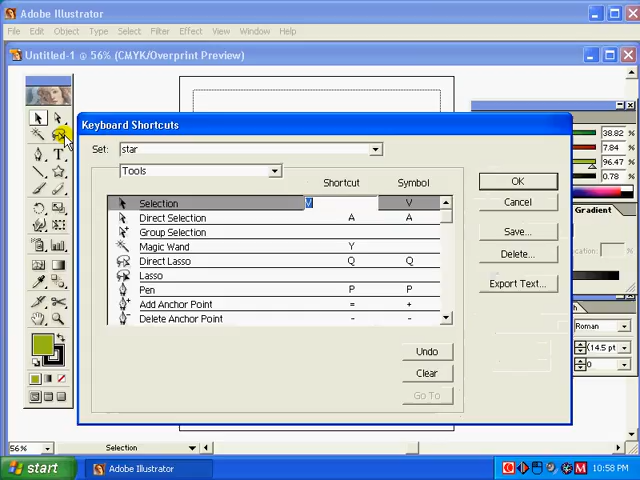 Adobe Illustrator
File Edit Object Type Select Filter Effect View Window Help
Untitled-1 @ 56% (CMYK/Overprint Preview)
Keyboard Shortcuts
Set: star
Tools
Shortcut Symbol
Selection V V
Direct Selection A A
Group Selection
Magic Wand Y
Direct Lasso Q Q
Lasso
Pen P P
Add Anchor Point = +
Delete Anchor Point - -
Undo
Clear
Go To
OK
Cancel
Save...
Delete...
Export Text...
38.82
7.84
96.47
0.78
Gradient
Location: %
Roman
(14.5 pt)
0
56% Selection
start Adobe Illustrator 10:58 PM